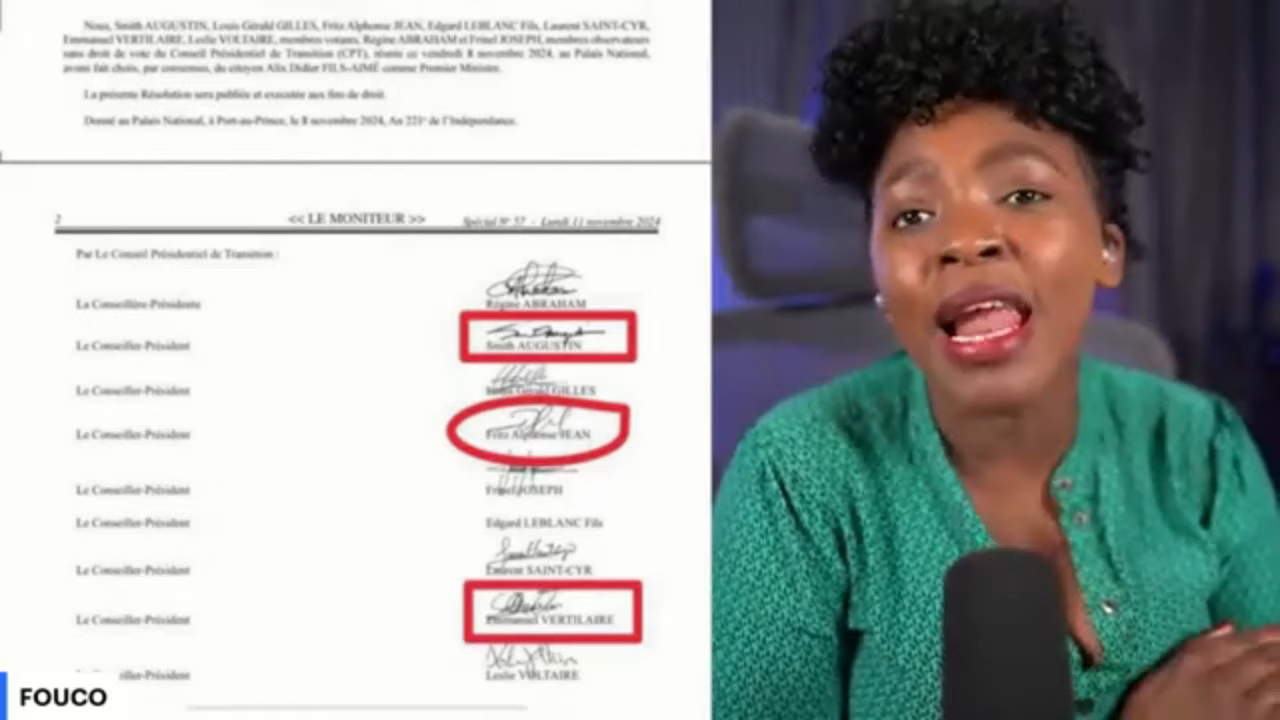 Nous, Smith AUGUSTIN, Louis Gérald GILLES, Fritz Alphonse JEAN, Edgard LEBLANC Fils, Laurent SAINT-CYR,
Emmanuel VERTILAIRE, Leslie VOLTAIRE, membres votants, Régine ABRAHAM et Frinel JOSEPH, membres observateurs
sans droit de vote du Conseil Présidentiel de Transition (CPT), réunis ce vendredi 8 novembre 2024, au Palais National,
avons fait choix, par consensus, du citoyen Alix Didier FILS-AIMÉ comme Premier Ministre.
La présente Résolution sera publiée et exécutée aux fins de droit.
Donné au Palais National, à Port-au-Prince, le 8 novembre 2024, An 221e de l'Indépendance.
2 << LE MONITEUR >> Spécial N° 57 - Lundi 11 novembre 2024
Par Le Conseil Présidentiel de Transition :
La Conseillère-Présidente Régine ABRAHAM
Le Conseiller-Président Smith AUGUSTIN
Le Conseiller-Président Louis Gérald GILLES
Le Conseiller-Président Fritz Alphonse JEAN
Le Conseiller-Président Frinel JOSEPH
Le Conseiller-Président Edgard LEBLANC Fils
Le Conseiller-Président SAINT-CYR
Le Conseiller-Président Emmanuel VERTILAIRE
Leslie VOLTAIRE
FOUCO